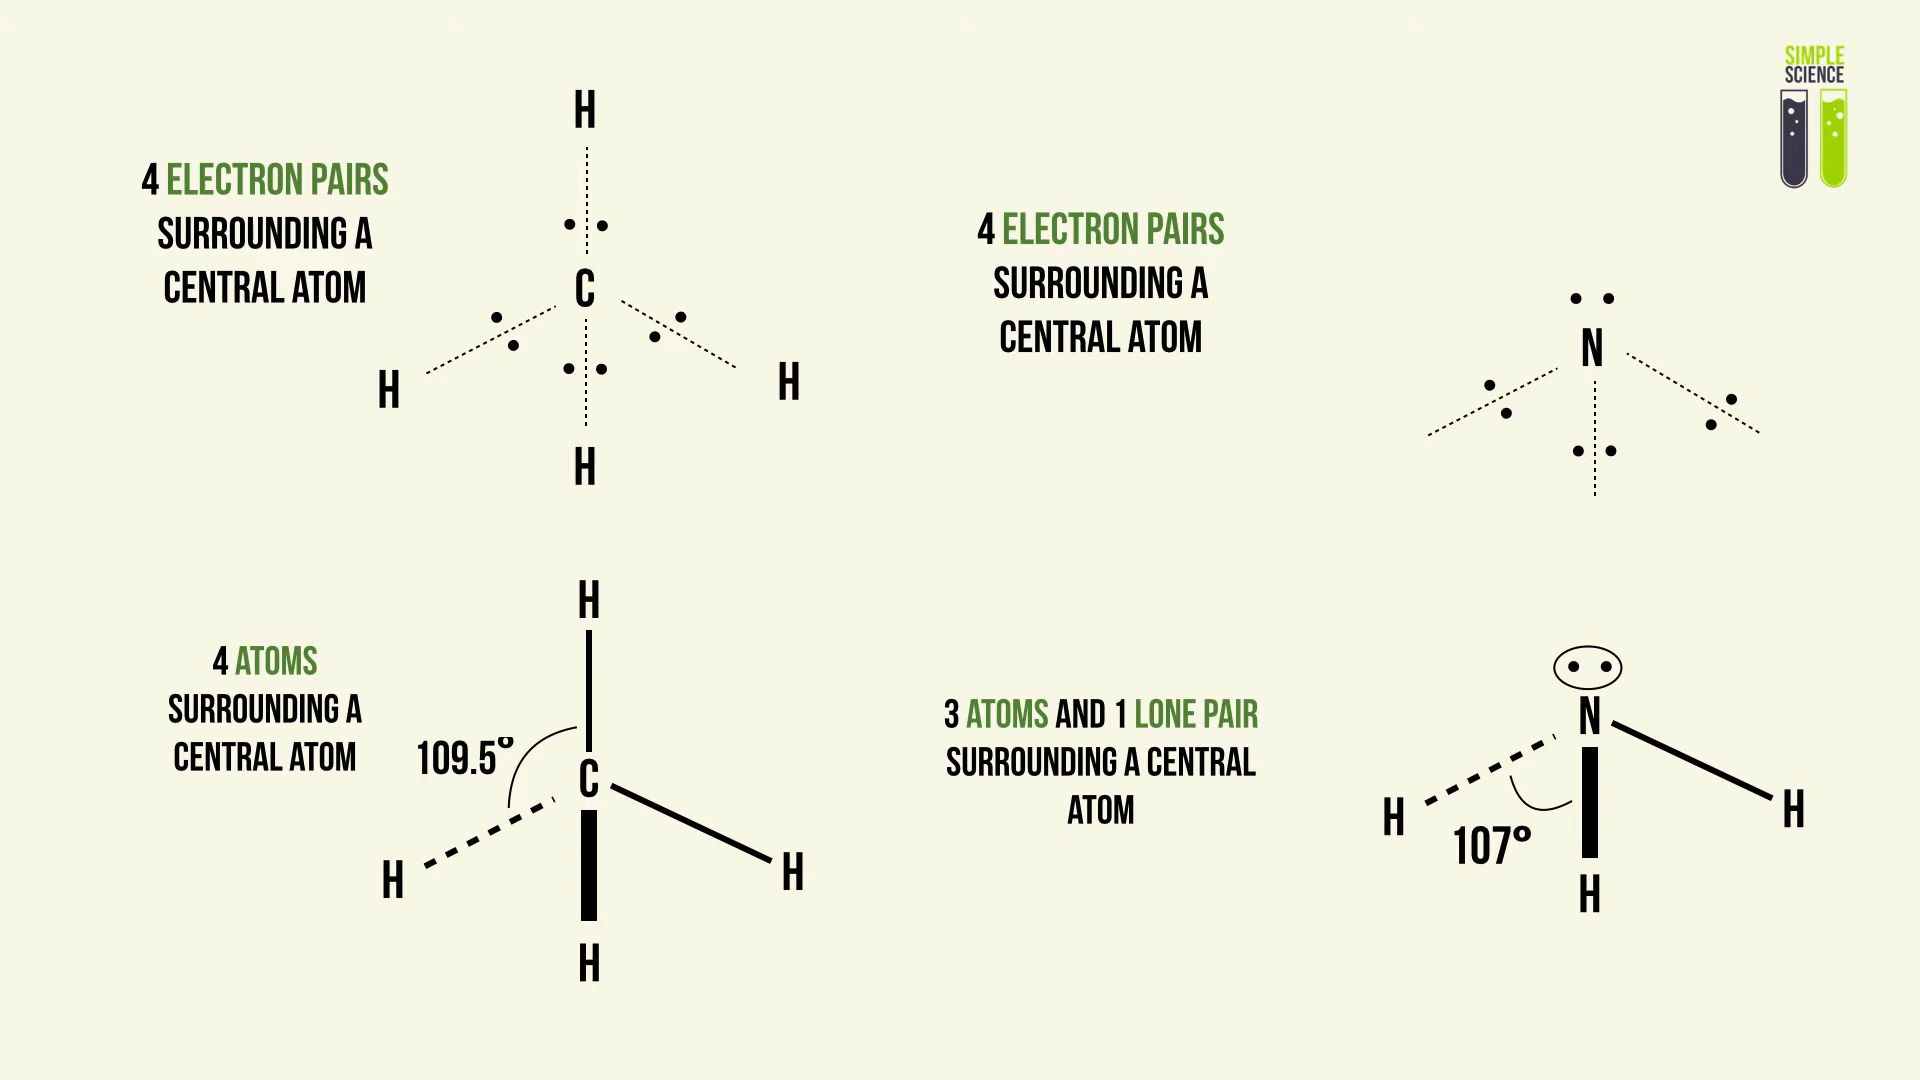 SIMPLE
SCIENCE
H
4 ELECTRON PAIRS
SURROUNDING A
CENTRAL ATOM
C
H
H
H
4 ELECTRON PAIRS
SURROUNDING A
CENTRAL ATOM
N
H
4 ATOMS
SURROUNDING A
CENTRAL ATOM
109.5°
C
H
H
H
3 ATOMS AND 1 LONE PAIR
SURROUNDING A CENTRAL
ATOM
N
H
H
107°
H